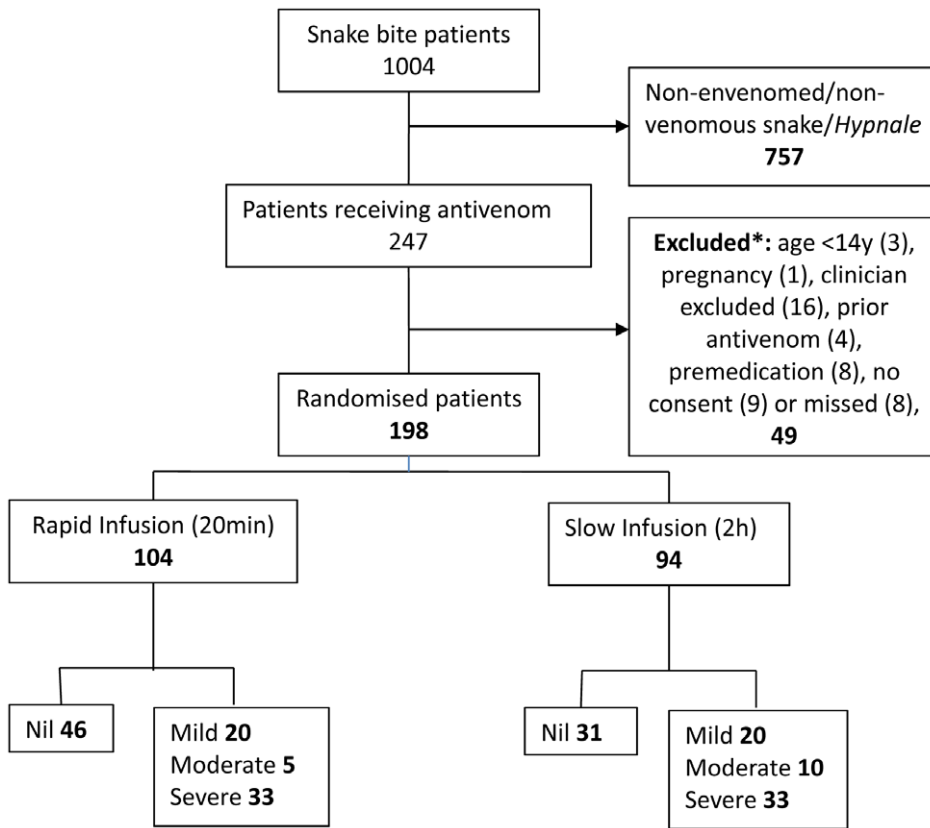 Snake bite patients
1004
Non-envenomed/non-
venomous snake/Hypnale
757
Patients receiving antivenom
247
Excluded*: age <14y (3),
pregnancy (1), clinician
excluded (16), prior
antivenom (4),
premedication (8), no
consent (9) or missed (8),
49
Randomised patients
198
Rapid Infusion (20min)
104
Slow Infusion (2h)
94
Nil 46
Mild 20
Moderate 5
Severe 33
Nil 31
Mild 20
Moderate 10
Severe 33